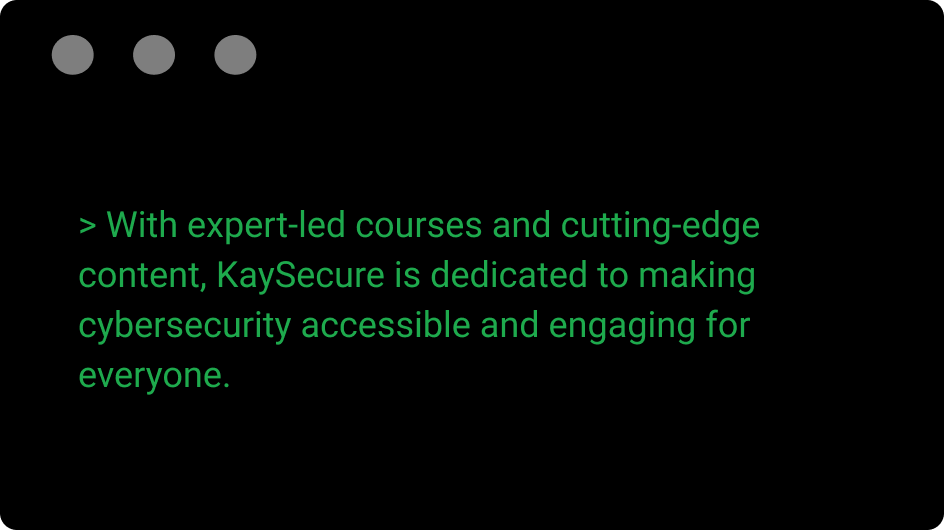 > With expert-led courses and cutting-edge
content, KaySecure is dedicated to making
cybersecurity accessible and engaging for
everyone.